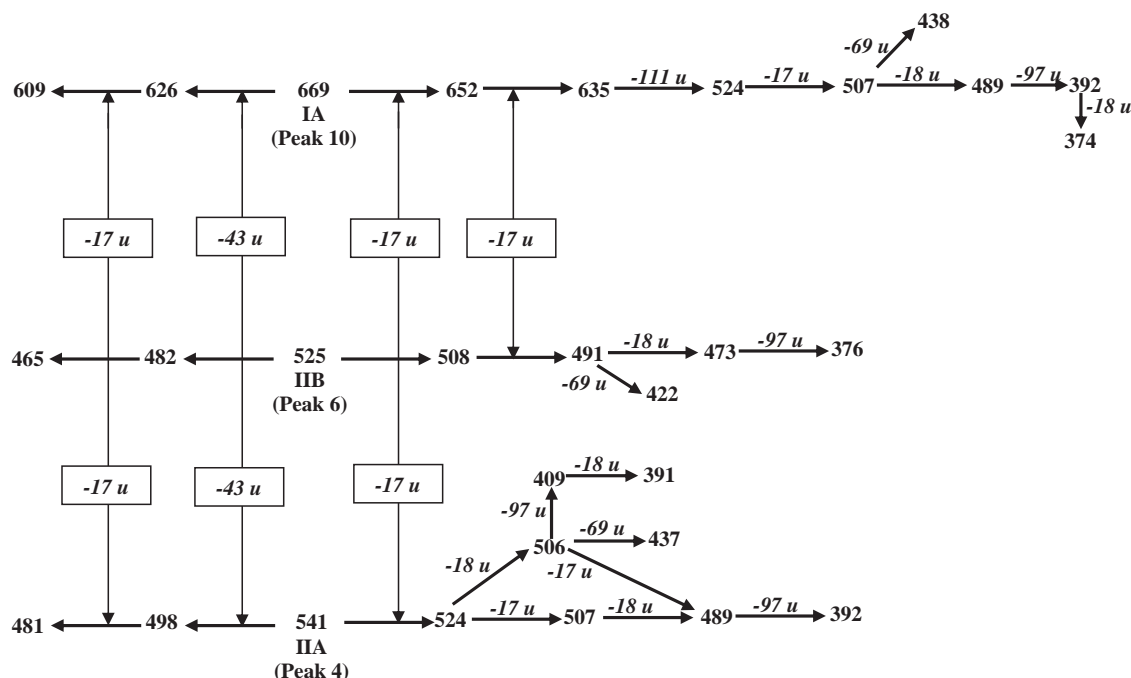 438
-69 u
609 626 669 652 635 -111 u 524 -17 u 507 -18 u 489 -97 u 392
IA
(Peak 10)
-18 u
374
-17 u -43 u -17 u -17 u
465 482 525 508 491 -18 u 473 -97 u 376
IIB
(Peak 6)
-69 u
422
-17 u -43 u -17 u
409 -18 u 391
-97 u
506 -69 u 437
-18 u -17 u
481 498 541 524 -17 u 507 -18 u 489 -97 u 392
IIA
(Peak 4)